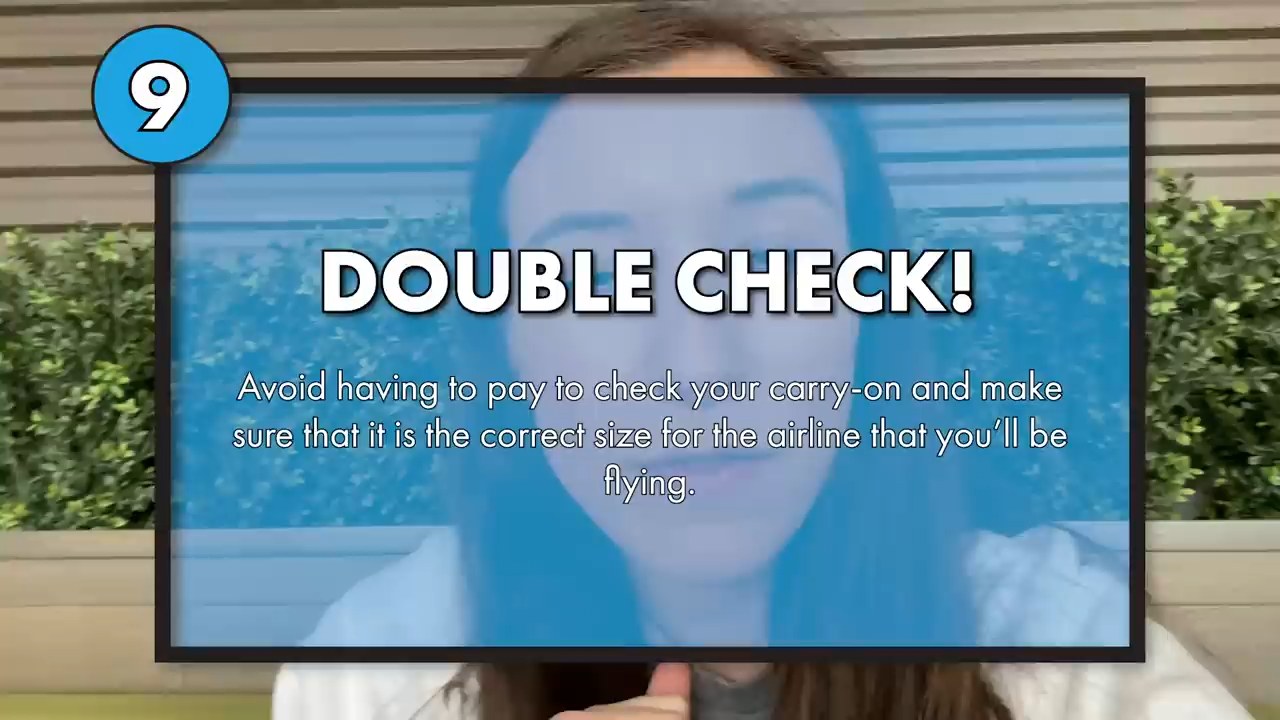 9
DOUBLE CHECK!
Avoid having to pay to check your carry-on and make
sure that it is the correct size for the airline that you’ll be
flying.